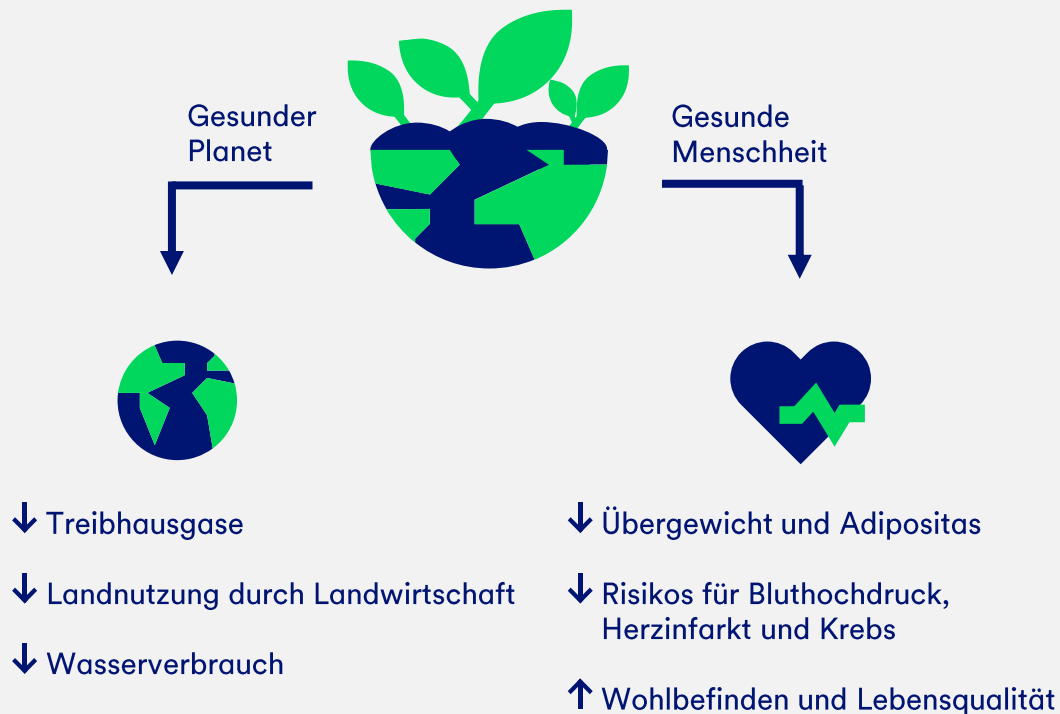 Gesunder
Planet
Gesunde
Menschheit
↓ Treibhausgase
↓ Landnutzung durch Landwirtschaft
↓ Wasserverbrauch
↓ Übergewicht und Adipositas
↓ Risikos für Bluthochdruck,
Herzinfarkt und Krebs
↑ Wohlbefinden und Lebensqualität